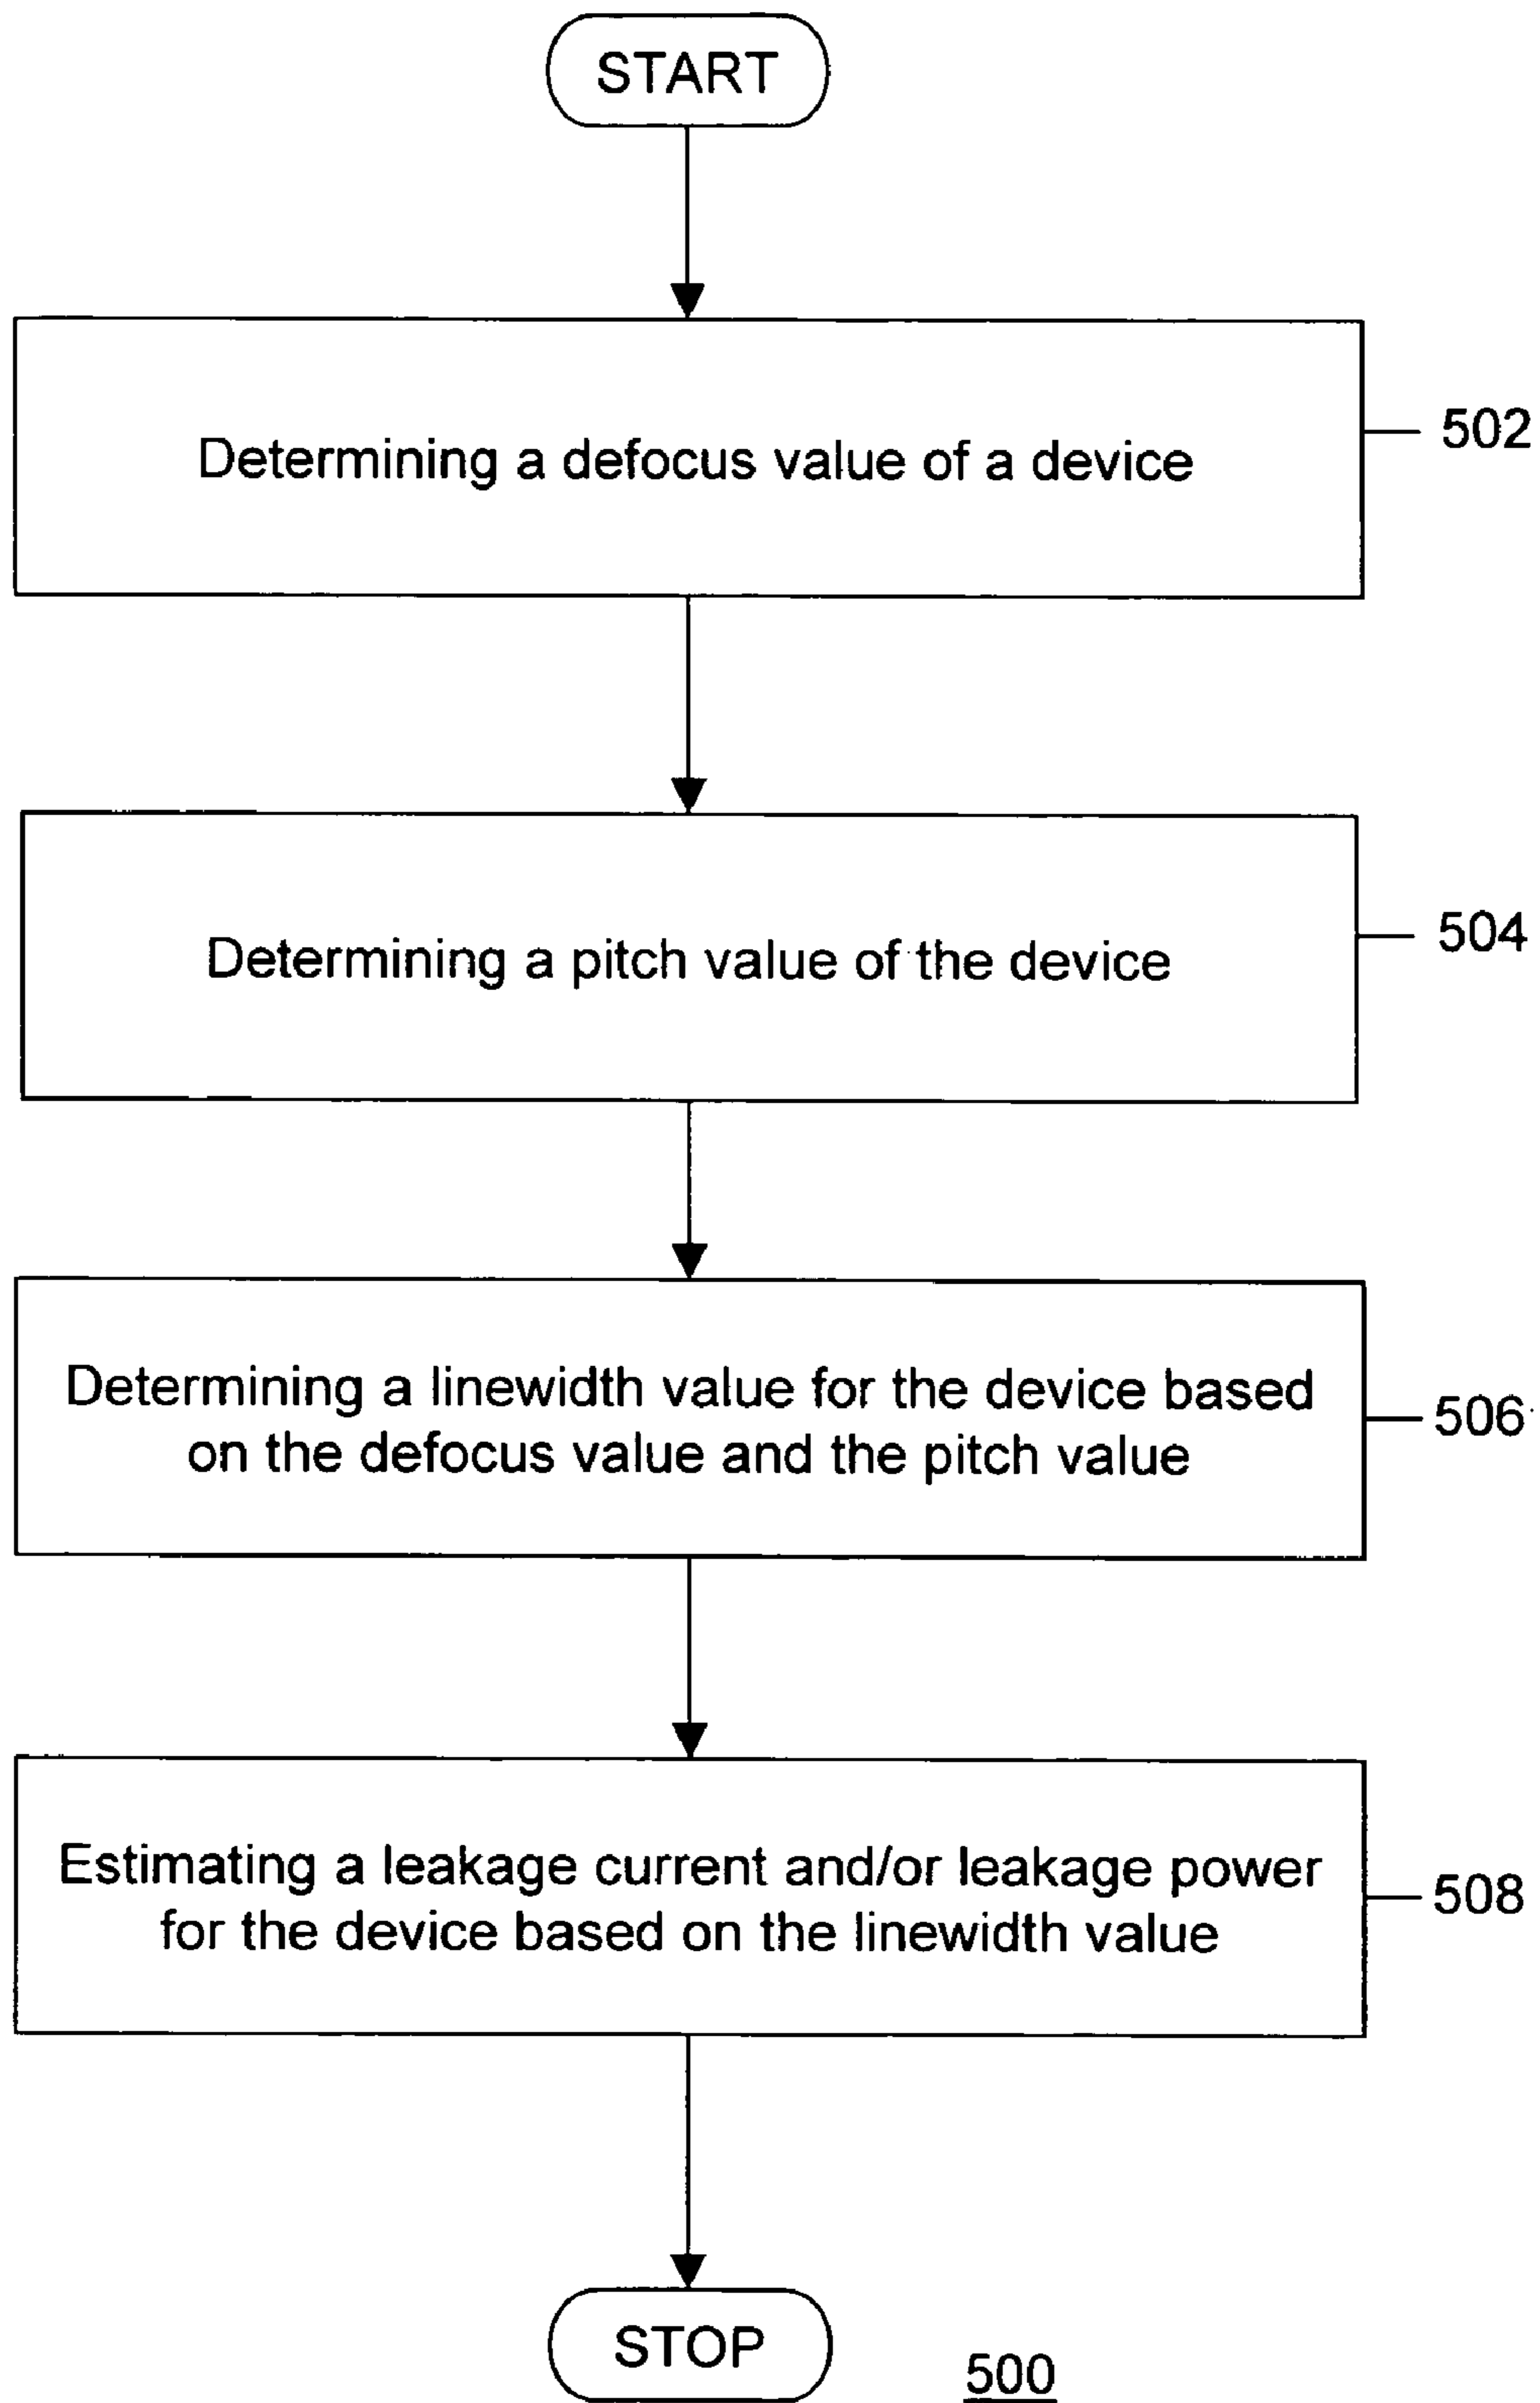 START
Determining a defocus value of a device
502
Determining a pitch value of the device
504
Determining a linewidth value for the device based
on the defocus value and the pitch value
506
Estimating a leakage current and/or leakage power
for the device based on the linewidth value
508
STOP
500